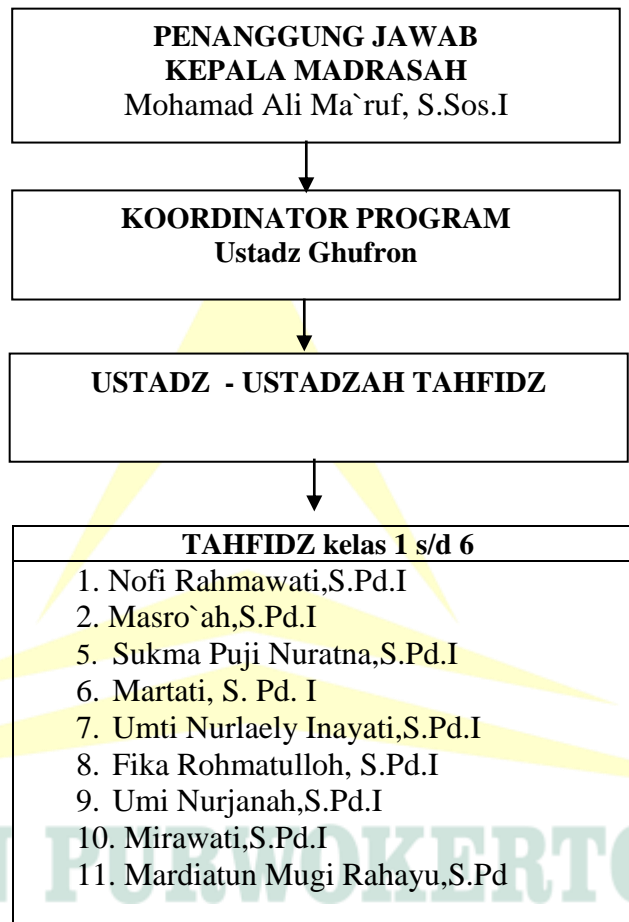 PENANGGUNG JAWAB
KEPALA MADRASAH
Mohamad Ali Ma`ruf, S.Sos.I
KOORDINATOR PROGRAM
Ustadz Ghufron
USTADZ - USTADZAH TAHFIDZ
TAHFIDZ kelas 1 s/d 6
1. Nofi Rahmawati,S.Pd.I
2. Masro`ah,S.Pd.I
5. Sukma Puji Nuratna,S.Pd.I
6. Martati, S. Pd. I
7. Umti Nurlaely Inayati,S.Pd.I
8. Fika Rohmatulloh, S.Pd.I
9. Umi Nurjanah,S.Pd.I
10. Mirawati,S.Pd.I
11. Mardiatun Mugi Rahayu,S.Pd
PURWOKERTO